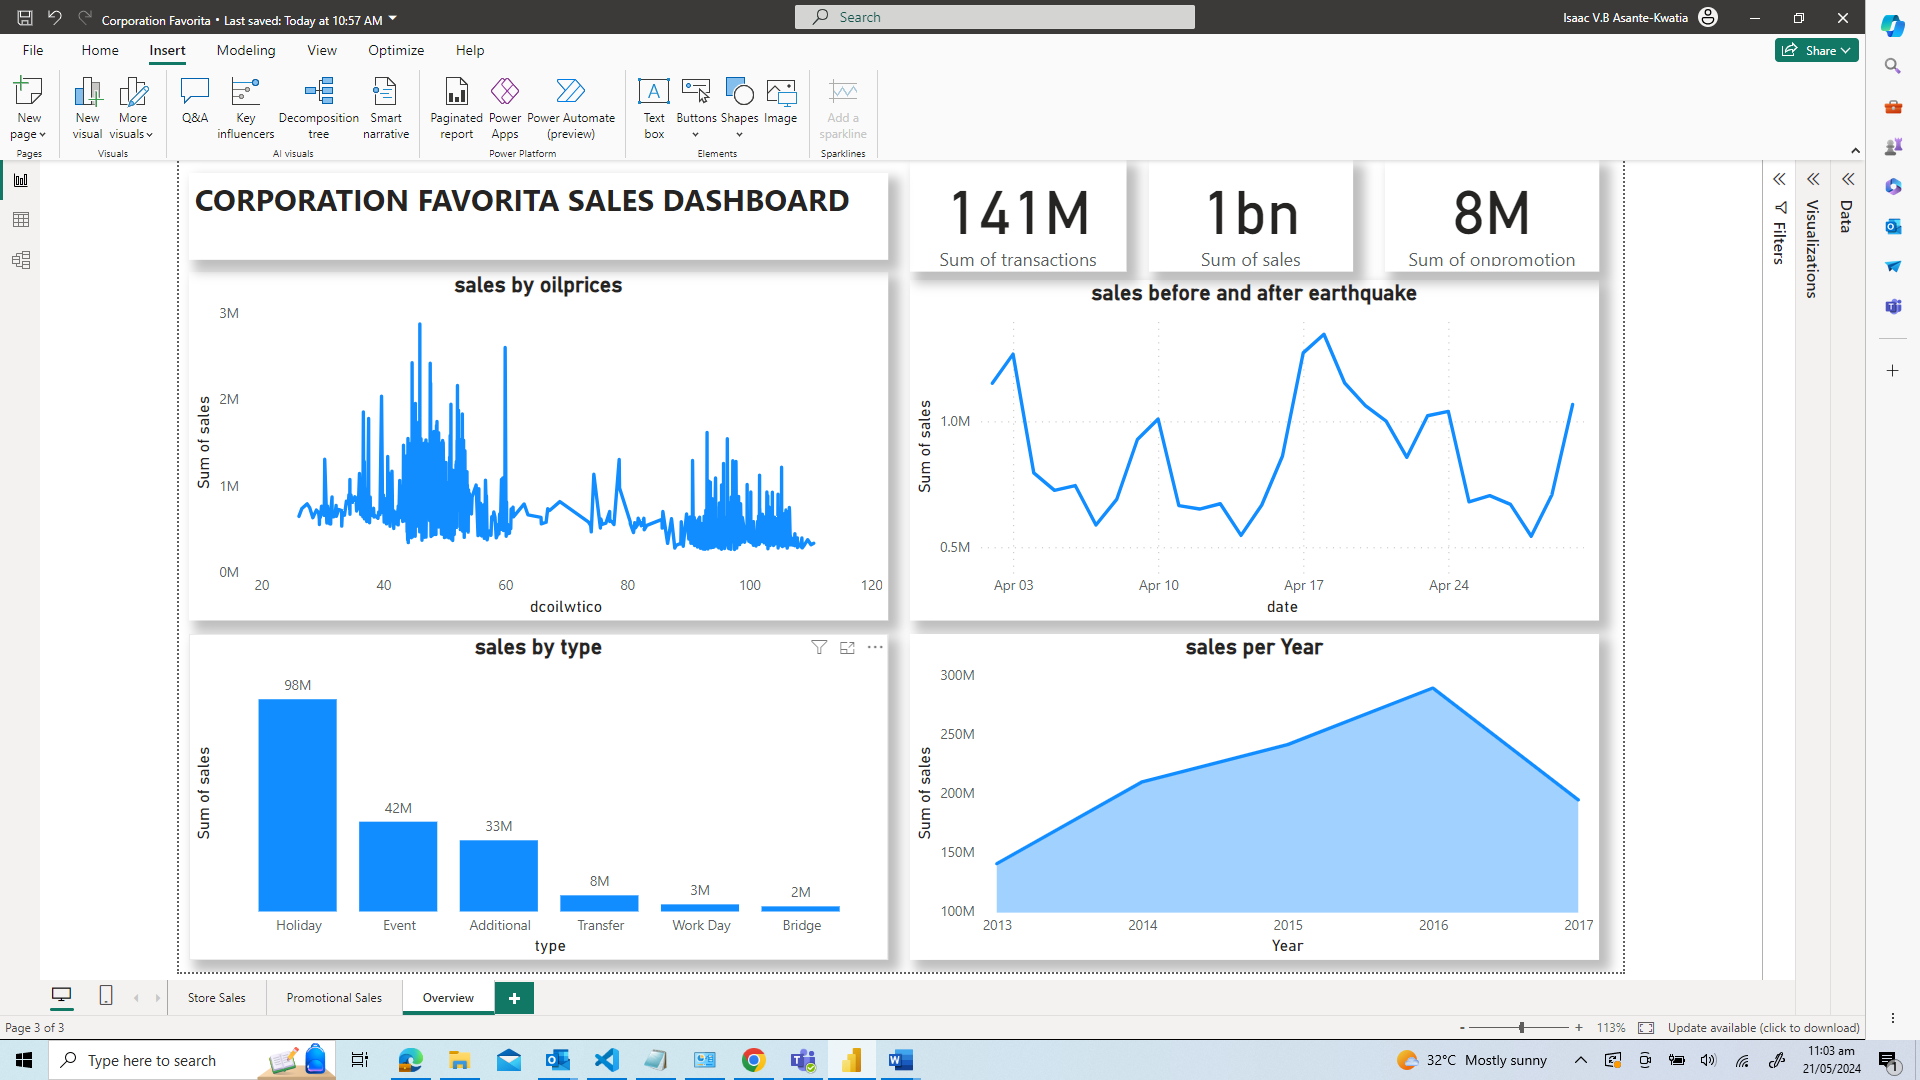 Corporation Favorita • Last saved: Today at 10:57 AM
Search
Isaac V.B Asante-Kwatia
File Home Insert Modeling View Optimize Help
Share
New page
New visual
More visuals
Q&A
Key influencers
Decomposition tree
Smart narrative
Paginated report
Power Apps
Power Automate (preview)
Text box
Buttons
Shapes
Image
Add a sparkline
Pages
Visuals
AI visuals
Power Platform
Elements
Sparklines
CORPORATION FAVORITA SALES DASHBOARD
141M
Sum of transactions
1bn
Sum of sales
8M
Sum of onpromotion
Filters
Visualizations
Data
sales by oilprices
Sum of sales
3M
2M
1M
0M
20 40 60 80 100 120
dcoilwtico
sales before and after earthquake
Sum of sales
1.0M
0.5M
Apr 03 Apr 10 Apr 17 Apr 24
date
sales by type
Sum of sales
98M
42M
33M
8M
3M
2M
Holiday Event Additional Transfer Work Day Bridge
type
sales per Year
Sum of sales
300M
250M
200M
150M
100M
2013 2014 2015 2016 2017
Year
Store Sales
Promotional Sales
Overview
Page 3 of 3
- + 113%
Update available (click to download)
Type here to search
32°C Mostly sunny
11:03 am
21/05/2024
1